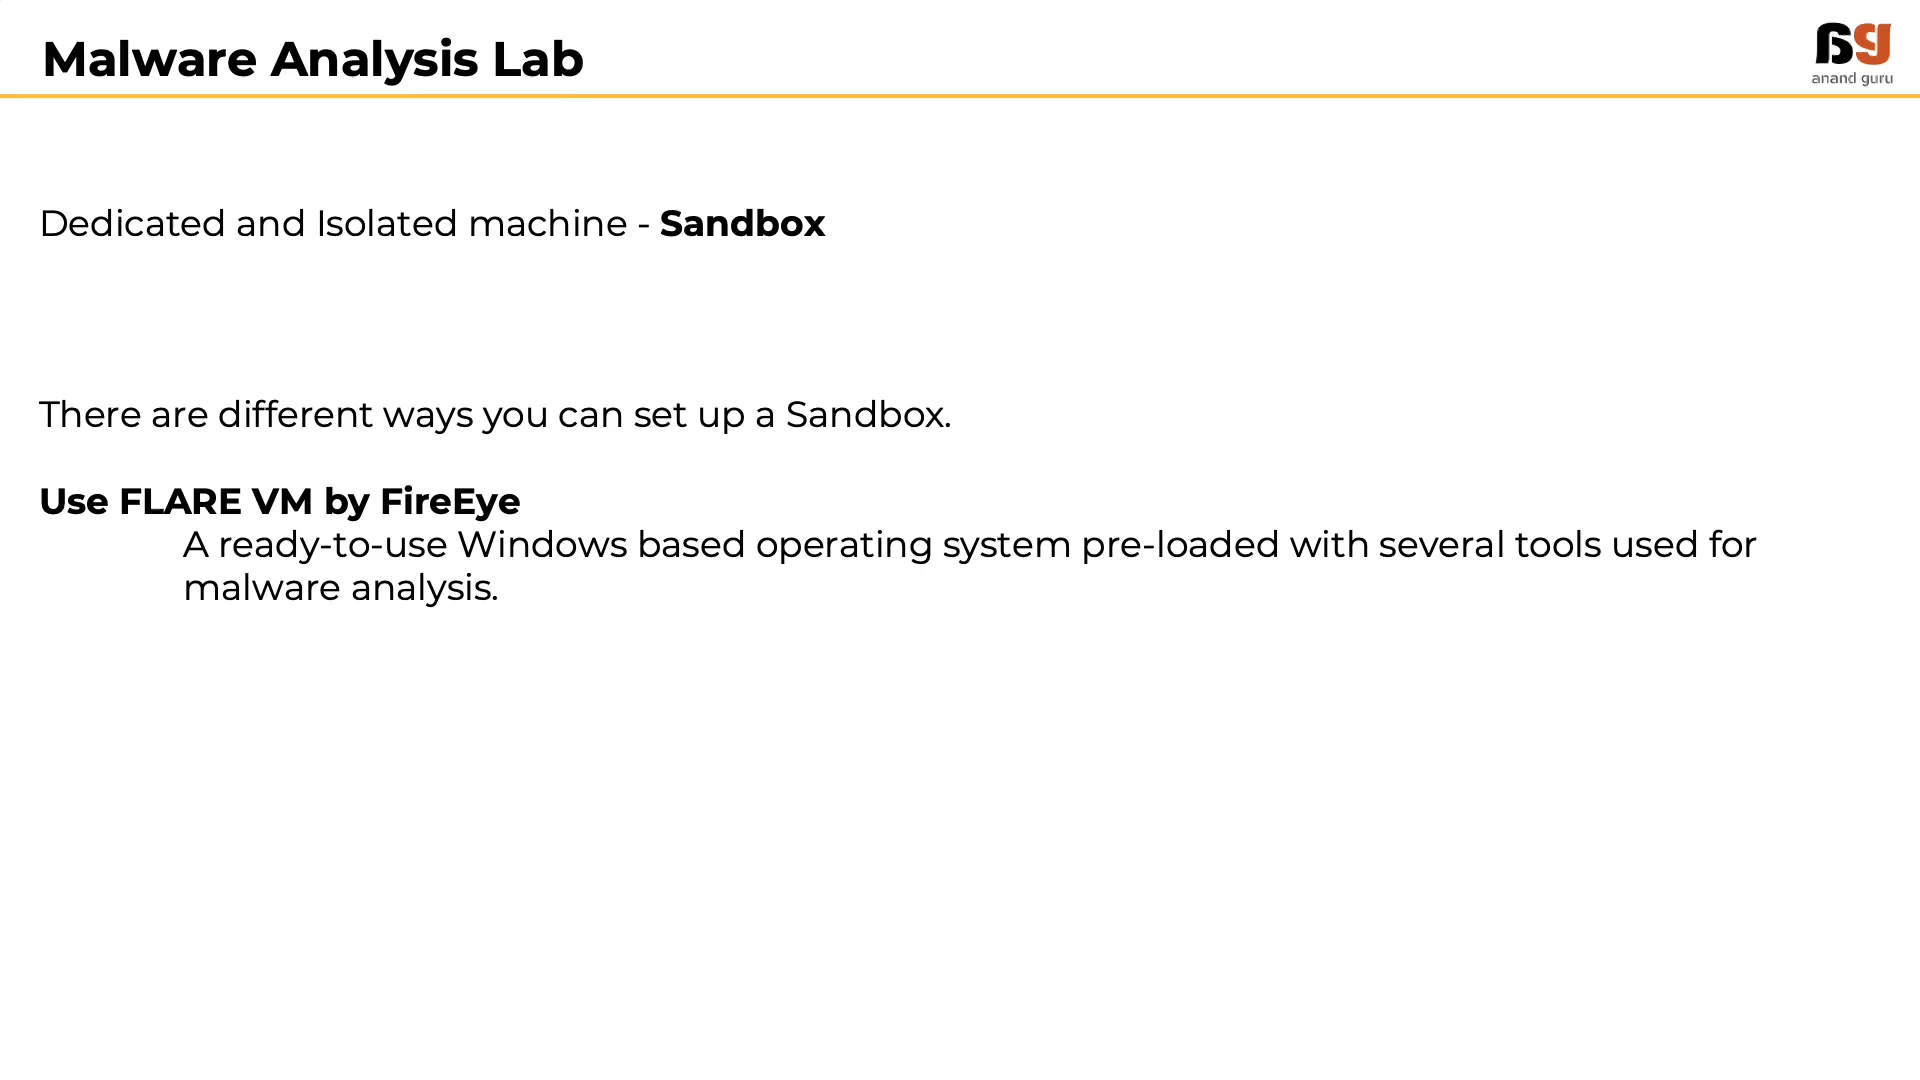 Malware Analysis Lab
anand guru
Dedicated and Isolated machine - Sandbox
There are different ways you can set up a Sandbox.
Use FLARE VM by FireEye
A ready-to-use Windows based operating system pre-loaded with several tools used for
malware analysis.